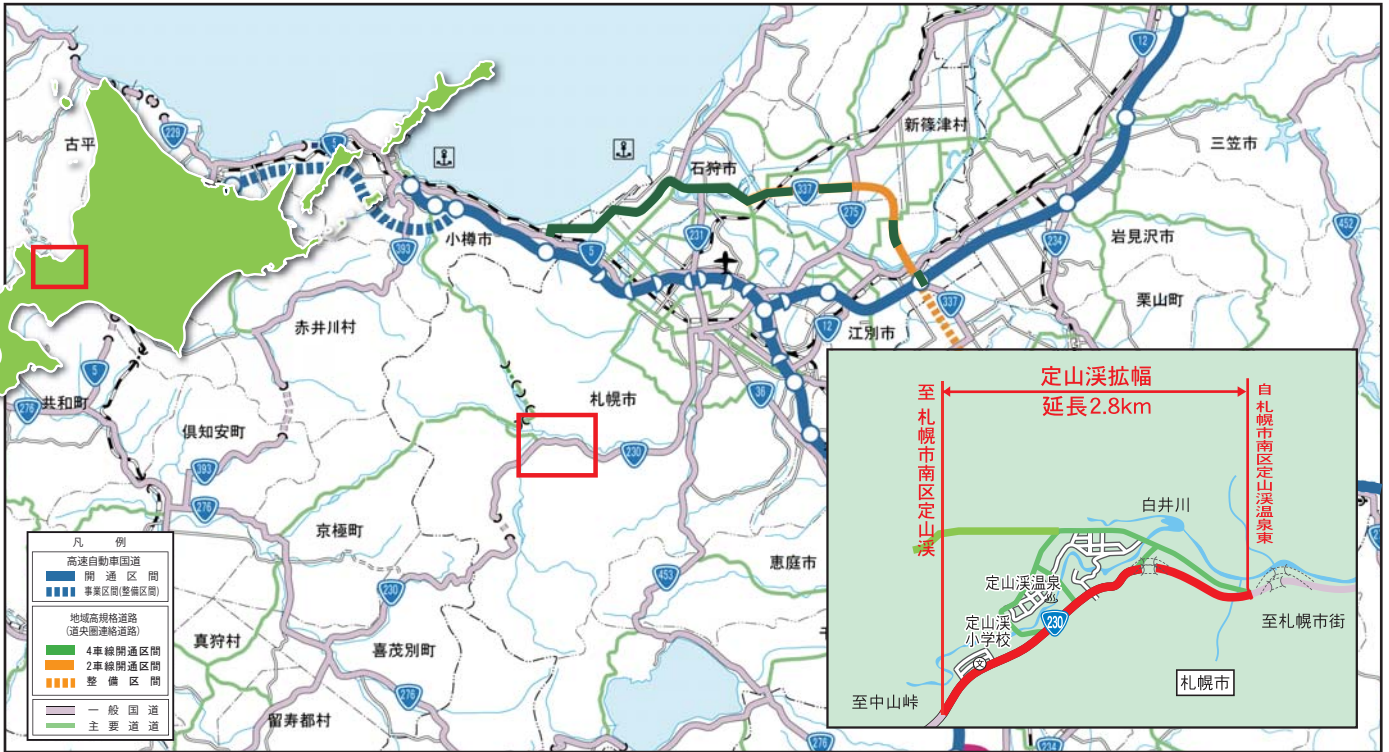 12
新篠津村
三笠市
229
古平
5
石狩市
337
275
452
231
234
岩見沢市
小樽市
393
5
栗山町
337
赤井川村
12
江別市
5
276
共和町
札幌市
36
倶知安町
230
393
276
京極町
恵庭市
453
230
真狩村
喜茂別町
276
留寿都村
276
234
凡 例
高速自動車国道
開通区間
事業区間(整備区間)
地域高規格道路
(道央圏連絡道路)
4車線開通区間
2車線開通区間
整備区間
一般国道
主要道道
定山渓拡幅
延長2.8km
至 札幌市南区定山渓
自 札幌市南区定山渓温泉東
白井川
定山渓温泉
230
定山渓
小学校
文
至札幌市街
札幌市
至中山峠